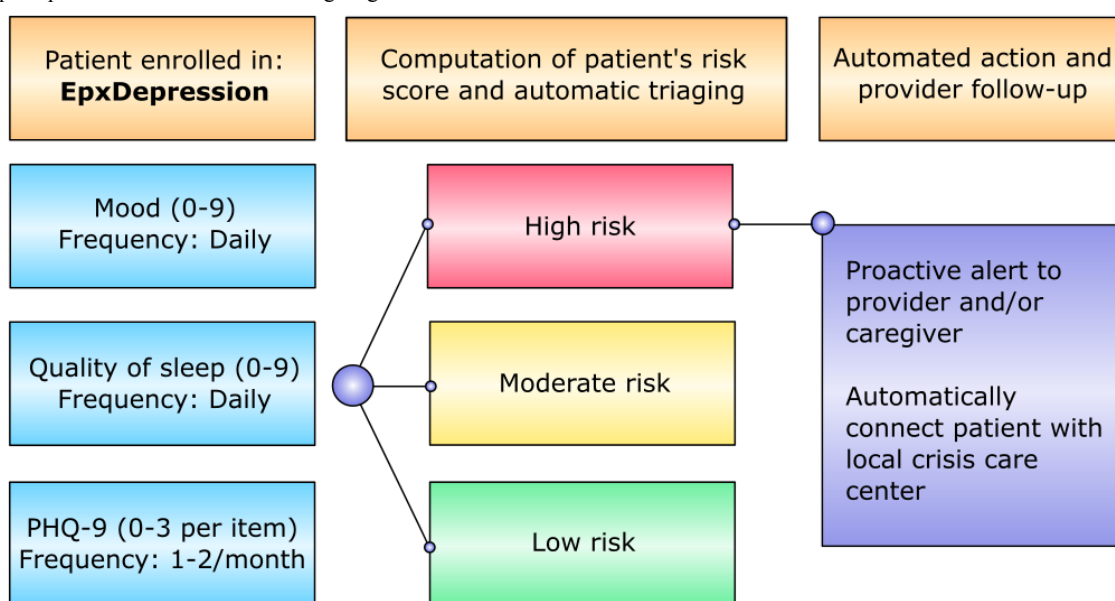 Patient enrolled in:
EpxDepression
Computation of patient's risk
score and automatic triaging
Automated action and
provider follow-up
Mood (0-9)
Frequency: Daily
Quality of sleep (0-9)
Frequency: Daily
PHQ-9 (0-3 per item)
Frequency: 1-2/month
High risk
Moderate risk
Low risk
Proactive alert to
provider and/or
caregiver
Automatically
connect patient with
local crisis care
center